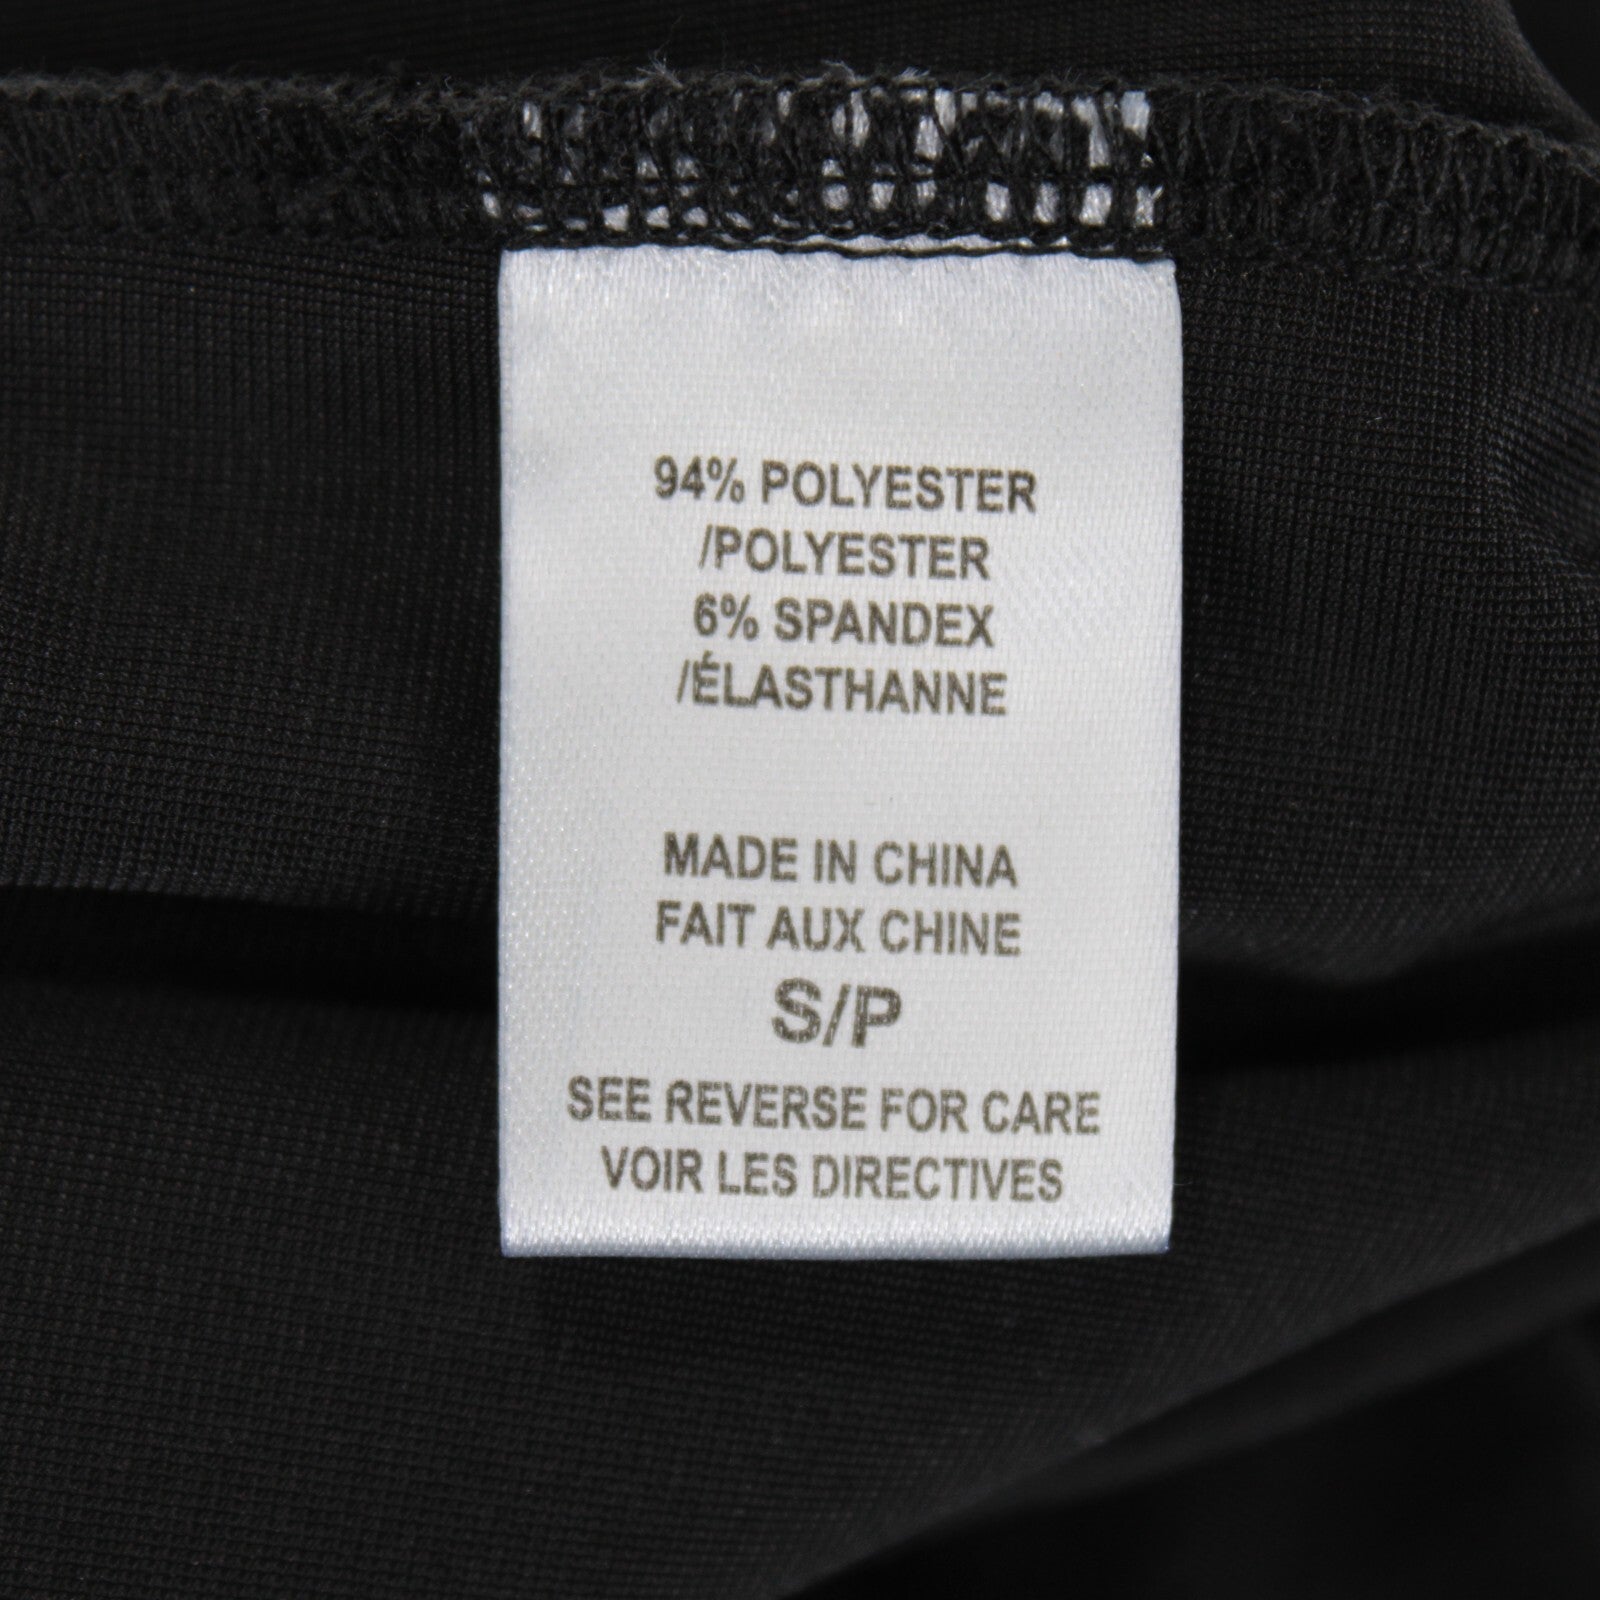 94% POLYESTER
/POLYESTER
6% SPANDEX
/ÉLASTHANNE
MADE IN CHINA
FAIT AUX CHINE
S/P
SEE REVERSE FOR CARE
VOIR LES DIRECTIVES